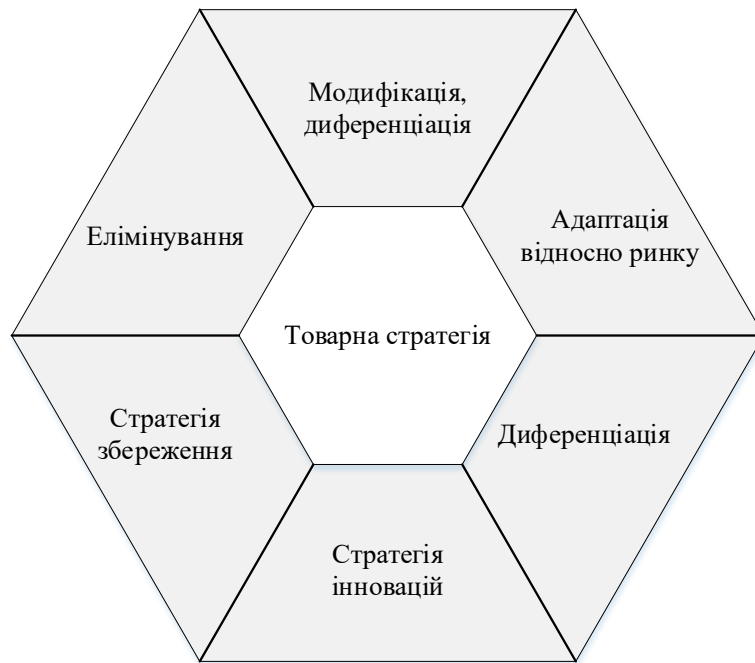 Модифікація,
диференціація
Елімінування
Адаптація
відносно ринку
Товарна стратегія
Стратегія
збереження
Диференціація
Стратегія
інновацій